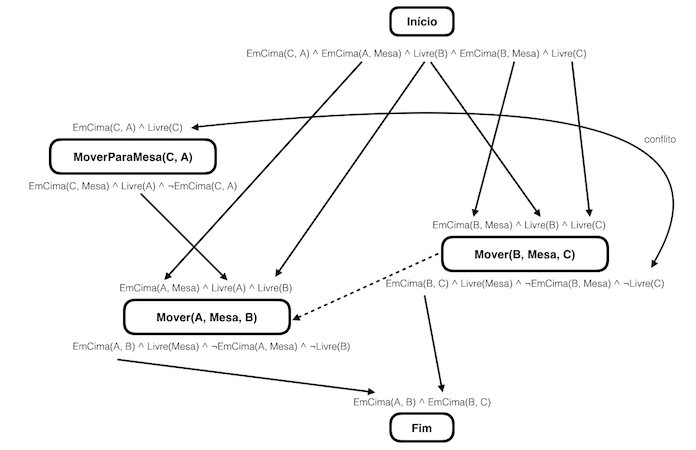 Início
EmCima(C, A) ^ EmCima(A, Mesa) ^ Livre(B) ^ EmCima(B, Mesa) ^ Livre(C)
EmCima(C, A) ^ Livre(C)
conflito
MoverParaMesa(C, A)
EmCima(C, Mesa) ^ Livre(A) ^ ¬EmCima(C, A)
EmCima(B, Mesa) ^ Livre(B) ^ Livre(C)
Mover(B, Mesa, C)
EmCima(B, C) ^ Livre(Mesa) ^ ¬EmCima(B, Mesa) ^ ¬Livre(C)
EmCima(A, Mesa) ^ Livre(A) ^ Livre(B)
Mover(A, Mesa, B)
EmCima(A, B) ^ Livre(Mesa) ^ ¬EmCima(A, Mesa) ^ ¬Livre(B)
EmCima(A, B) ^ EmCima(B, C)
Fim